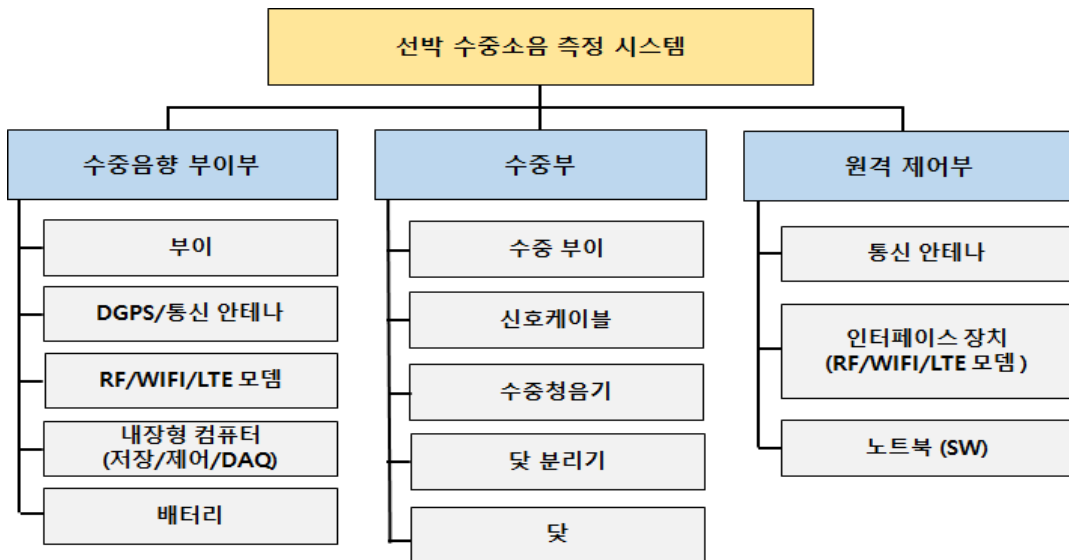 선박 수중소음 측정 시스템
수중음향 부이부
부이
DGPS/통신 안테나
RF/WIFI/LTE 모뎀
내장형 컴퓨터
(저장/제어/DAQ)
배터리
수중부
수중 부이
신호케이블
수중청음기
닻 분리기
닻
원격 제어부
통신 안테나
인터페이스 장치
(RF/WIFI/LTE 모뎀 )
노트북 (SW)